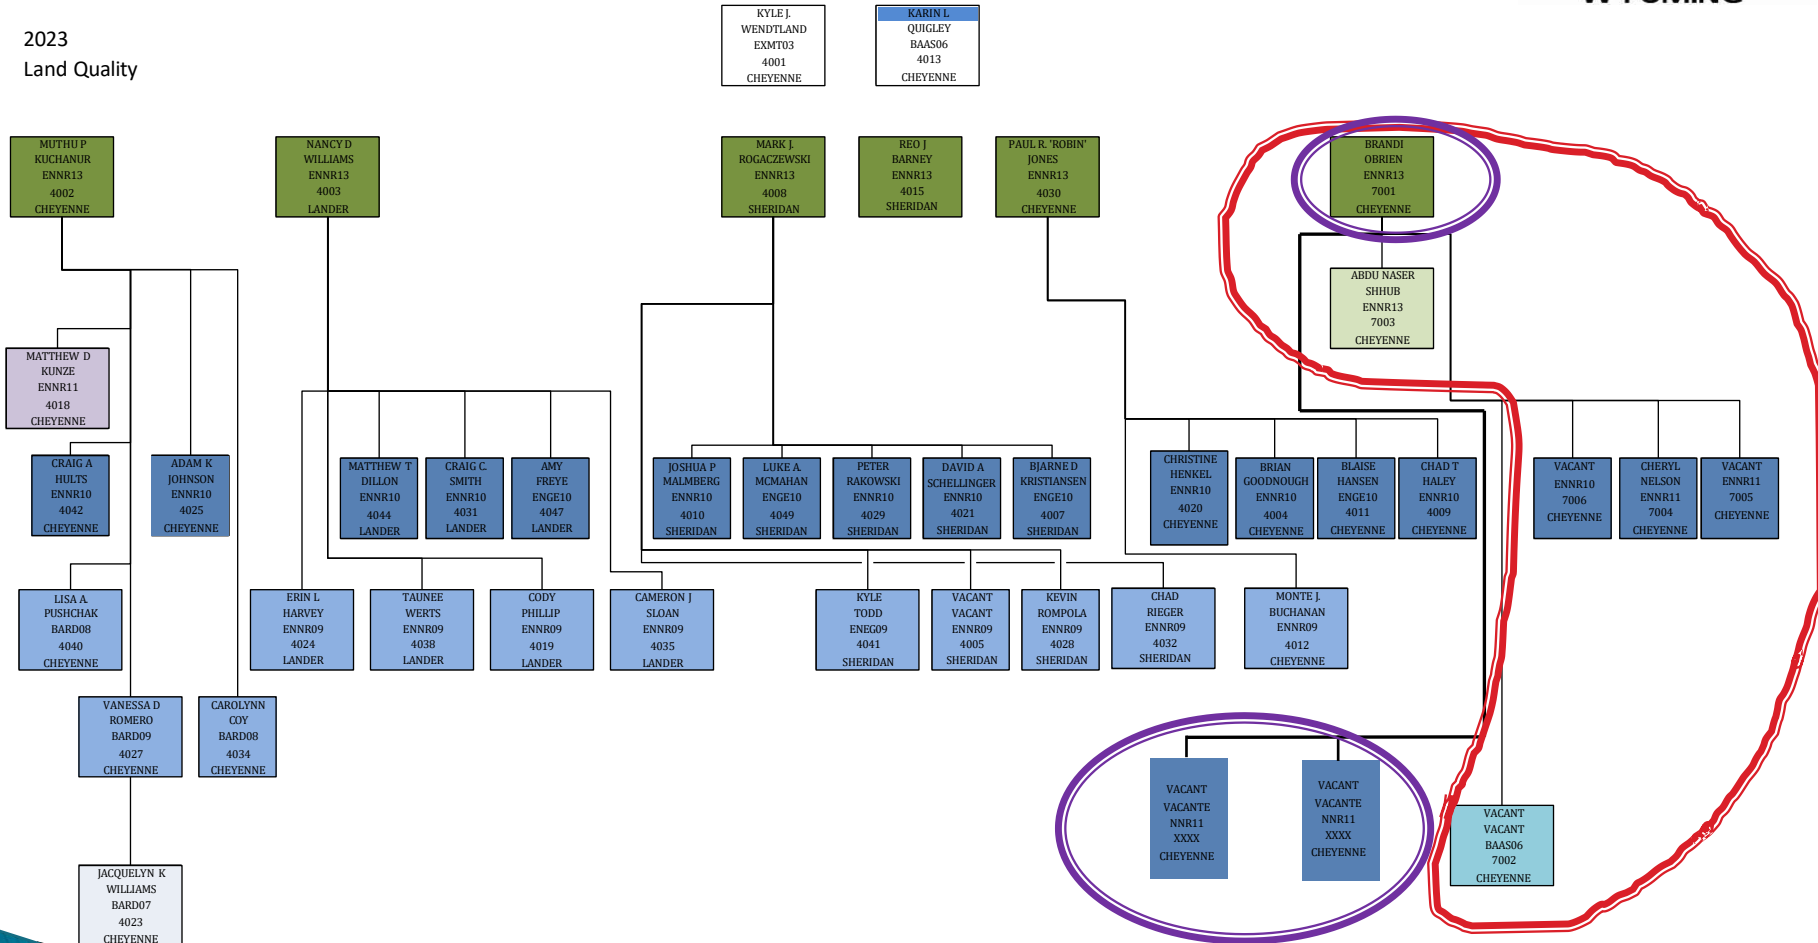 WYOMING
2023
Land Quality
KYLE J.
WENDTLAND
EXMT03
4001
CHEYENNE
KARIN L
QUIGLEY
BAAS06
4013
CHEYENNE
MUTHU P
KUCHANUR
ENNR13
4002
CHEYENNE
NANCY D
WILLIAMS
ENNR13
4003
LANDER
MARK J.
ROGACZEWSKI
ENNR13
4008
SHERIDAN
REO J
BARNEY
ENNR13
4015
SHERIDAN
PAUL R. 'ROBIN'
JONES
ENNR13
4030
CHEYENNE
BRANDI
OBRIEN
ENNR13
7001
CHEYENNE
ABDU NASER
SHHUB
ENNR13
7003
CHEYENNE
MATTHEW D
KUNZE
ENNR11
4018
CHEYENNE
CRAIG A
HULTS
ENNR10
4042
CHEYENNE
ADAM K
JOHNSON
ENNR10
4025
CHEYENNE
MATTHEW T
DILLON
ENNR10
4044
LANDER
CRAIG C.
SMITH
ENNR10
4031
LANDER
AMY
FREYE
ENGE10
4047
LANDER
JOSHUA P
MALMBERG
ENNR10
4010
SHERIDAN
LUKE A.
MCMAHAN
ENGE10
4049
SHERIDAN
PETER
RAKOWSKI
ENNR10
4029
SHERIDAN
DAVID A
SCHELLINGER
ENNR10
4021
SHERIDAN
BJARNE D
KRISTIANSEN
ENGE10
4007
SHERIDAN
CHRISTINE
HENKEL
ENNR10
4020
CHEYENNE
BRIAN
GOODNOUGH
ENNR10
4004
CHEYENNE
BLAISE
HANSEN
ENGE10
4011
CHEYENNE
CHAD T
HALEY
ENNR10
4009
CHEYENNE
VACANT
ENNR10
7006
CHEYENNE
CHERYL
NELSON
ENNR11
7004
CHEYENNE
VACANT
ENNR11
7005
CHEYENNE
LISA A.
PUSHCHAK
BARD08
4040
CHEYENNE
ERIN L
HARVEY
ENNR09
4024
LANDER
TAUNEE
WERTS
ENNR09
4038
LANDER
CODY
PHILLIP
ENNR09
4019
LANDER
CAMERON J
SLOAN
ENNR09
4035
LANDER
KYLE
TODD
ENEG09
4041
SHERIDAN
VACANT
VACANT
ENNR09
4005
SHERIDAN
KEVIN
ROMPOLA
ENNR09
4028
SHERIDAN
CHAD
RIEGER
ENNR09
4032
SHERIDAN
MONTE J.
BUCHANAN
ENNR09
4012
CHEYENNE
VANESSA D
ROMERO
BARD09
4027
CHEYENNE
CAROLYNN
COY
BARD08
4034
CHEYENNE
VACANT
VACANTE
NNR11
XXXX
CHEYENNE
VACANT
VACANTE
NNR11
XXXX
CHEYENNE
VACANT
VACANT
BAAS06
7002
CHEYENNE
JACQUELYN K
WILLIAMS
BARD07
4023
CHEYENNE